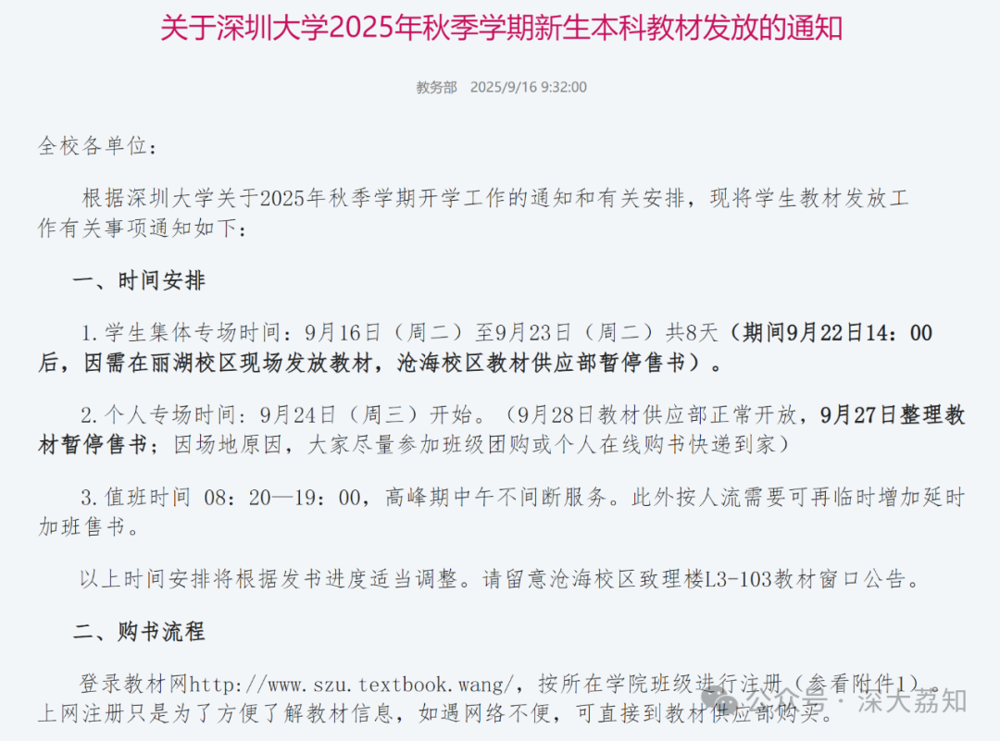 关于深圳大学2025年秋季学期新生本科教材发放的通知
教务部 2025/9/16 9:32:00
全校各单位：
根据深圳大学关于2025年秋季学期开学工作的通知和有关安排，现将学生教材发放工
作有关事项通知如下：
一、时间安排
1.学生集体专场时间：9月16日（周二）至9月23日（周二）共8天（期间9月22日14：00
后，因需在丽湖校区现场发放教材，沧海校区教材供应部暂停售书）。
2.个人专场时间：9月24日（周三）开始。（9月28日教材供应部正常开放，9月27日整理教
材暂停售书；因场地原因，大家尽量参加班级团购或个人在线购书快递到家）
3.值班时间 08：20—19：00，高峰期中午不间断服务。此外按人流需要可再临时增加延时
加班售书。
以上时间安排将根据发书进度适当调整。请留意沧海校区致理楼L3-103教材窗口公告。
二、购书流程
登录教材网http://www.szu.textbook.wang/，按所在学院班级进行注册（参看附件1）。
上网注册只是为了方便了解教材信息，如遇网络不便，可直接到教材供应部购买。
公众号·深大荔知